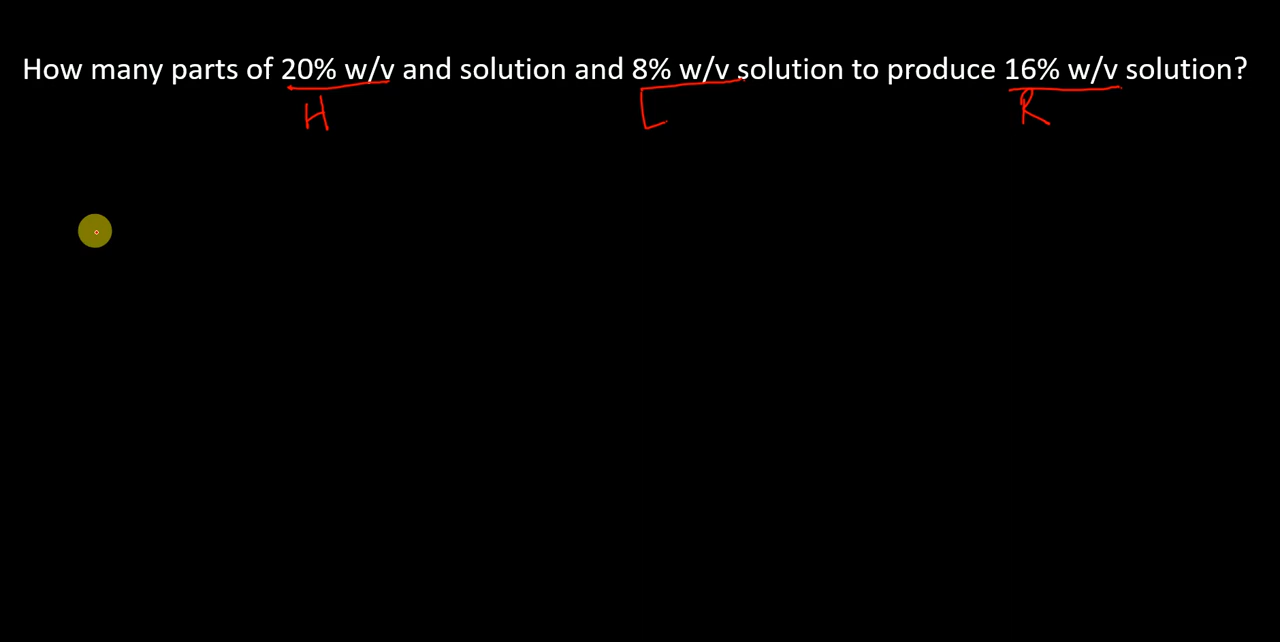 How many parts of 20% w/v and solution and 8% w/v solution to produce 16% w/v solution?
H L R